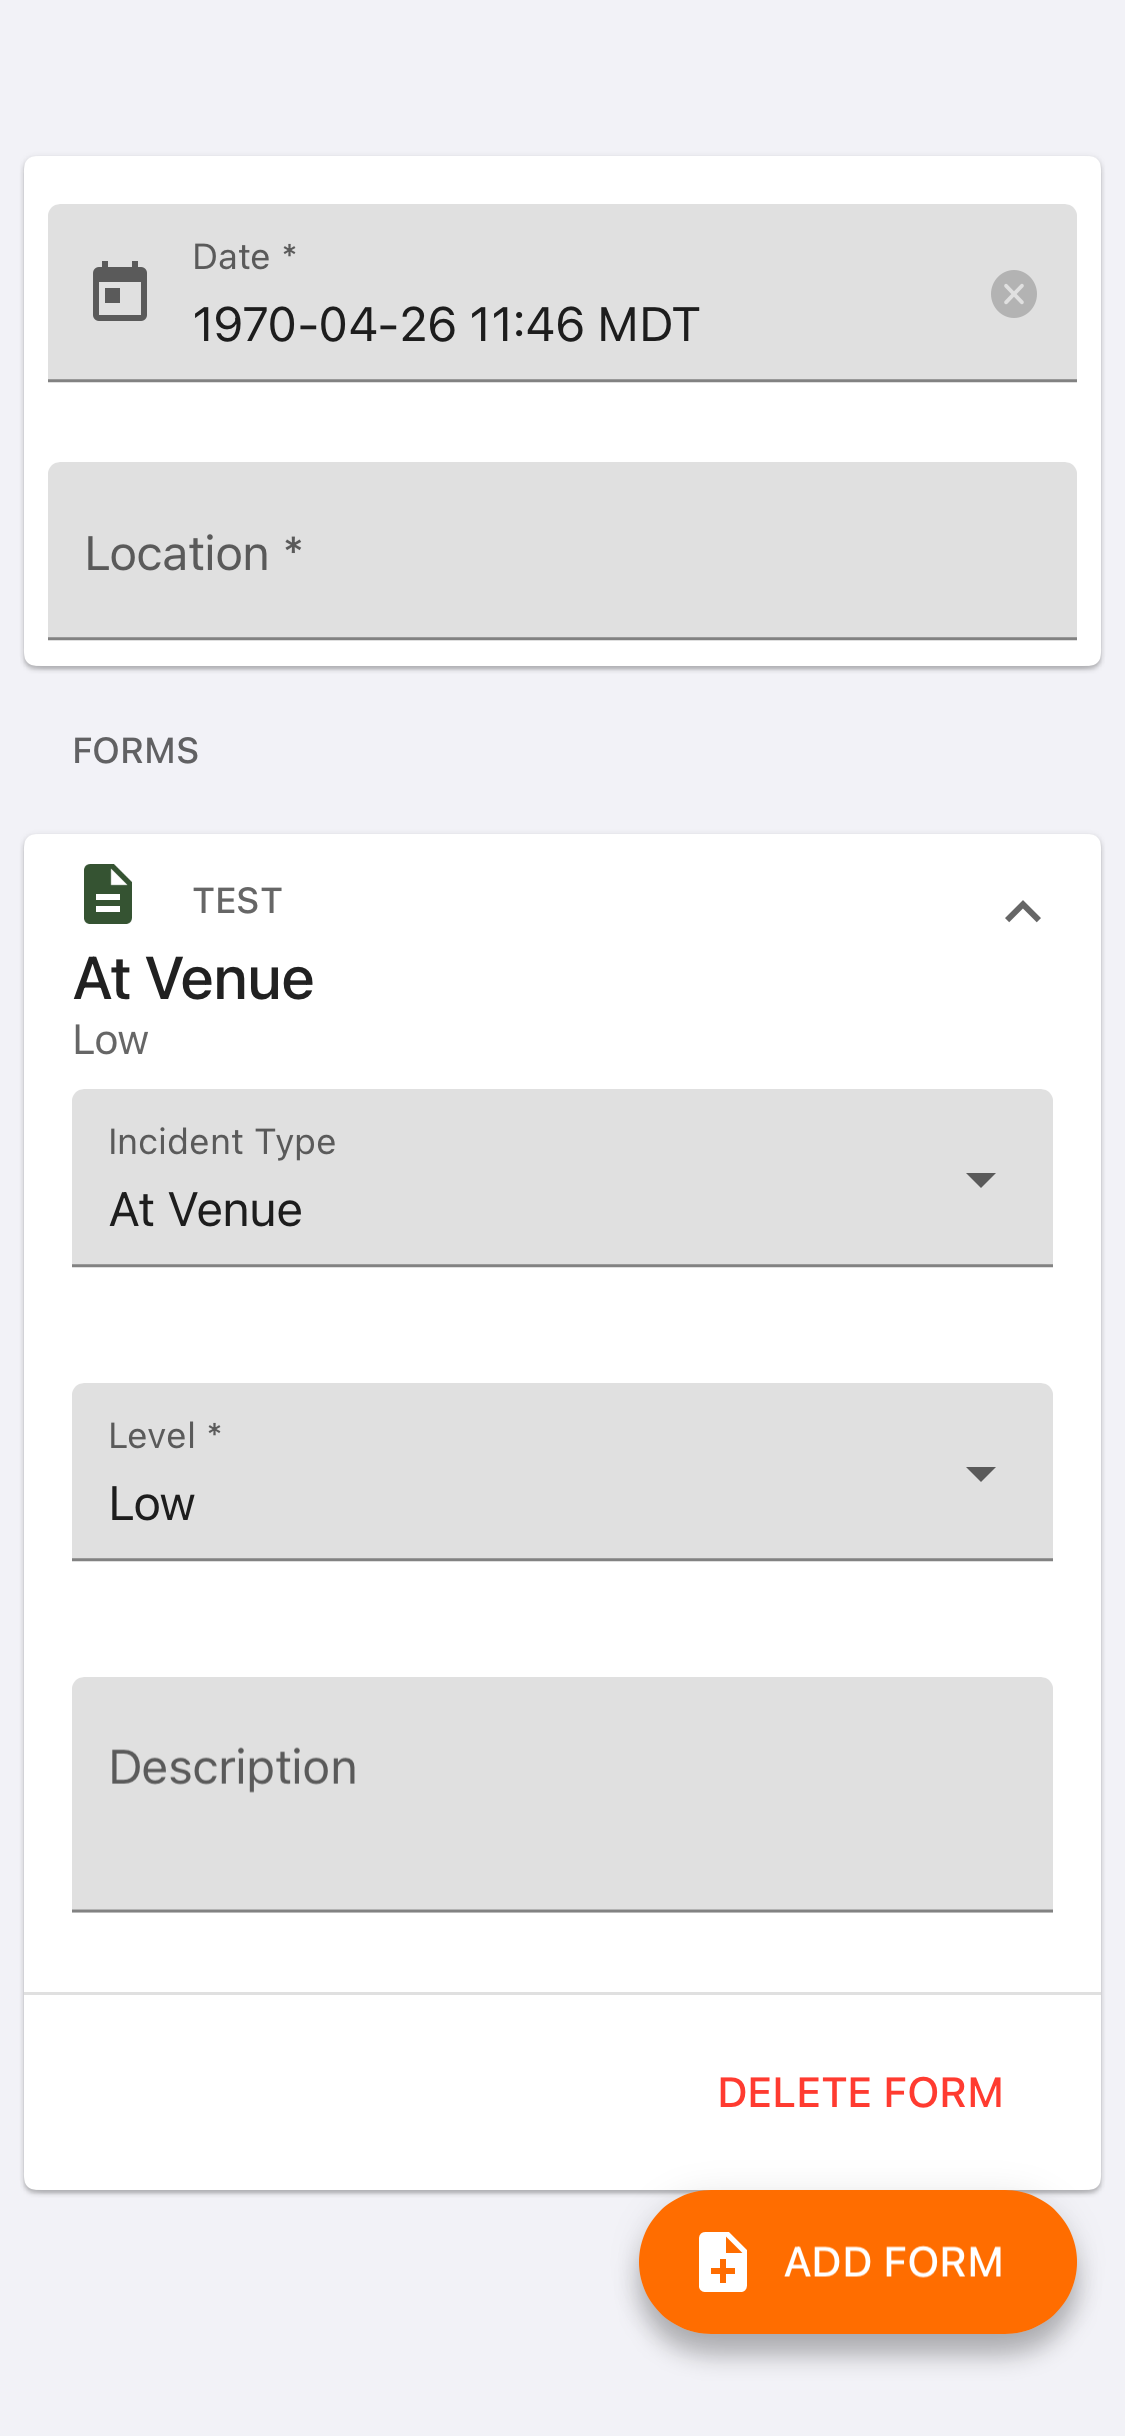 Date *
1970-04-26 11:46 MDT
Location *
FORMS
TEST
At Venue
Low
Incident Type
At Venue
Level *
Low
Description
DELETE FORM
ADD FORM